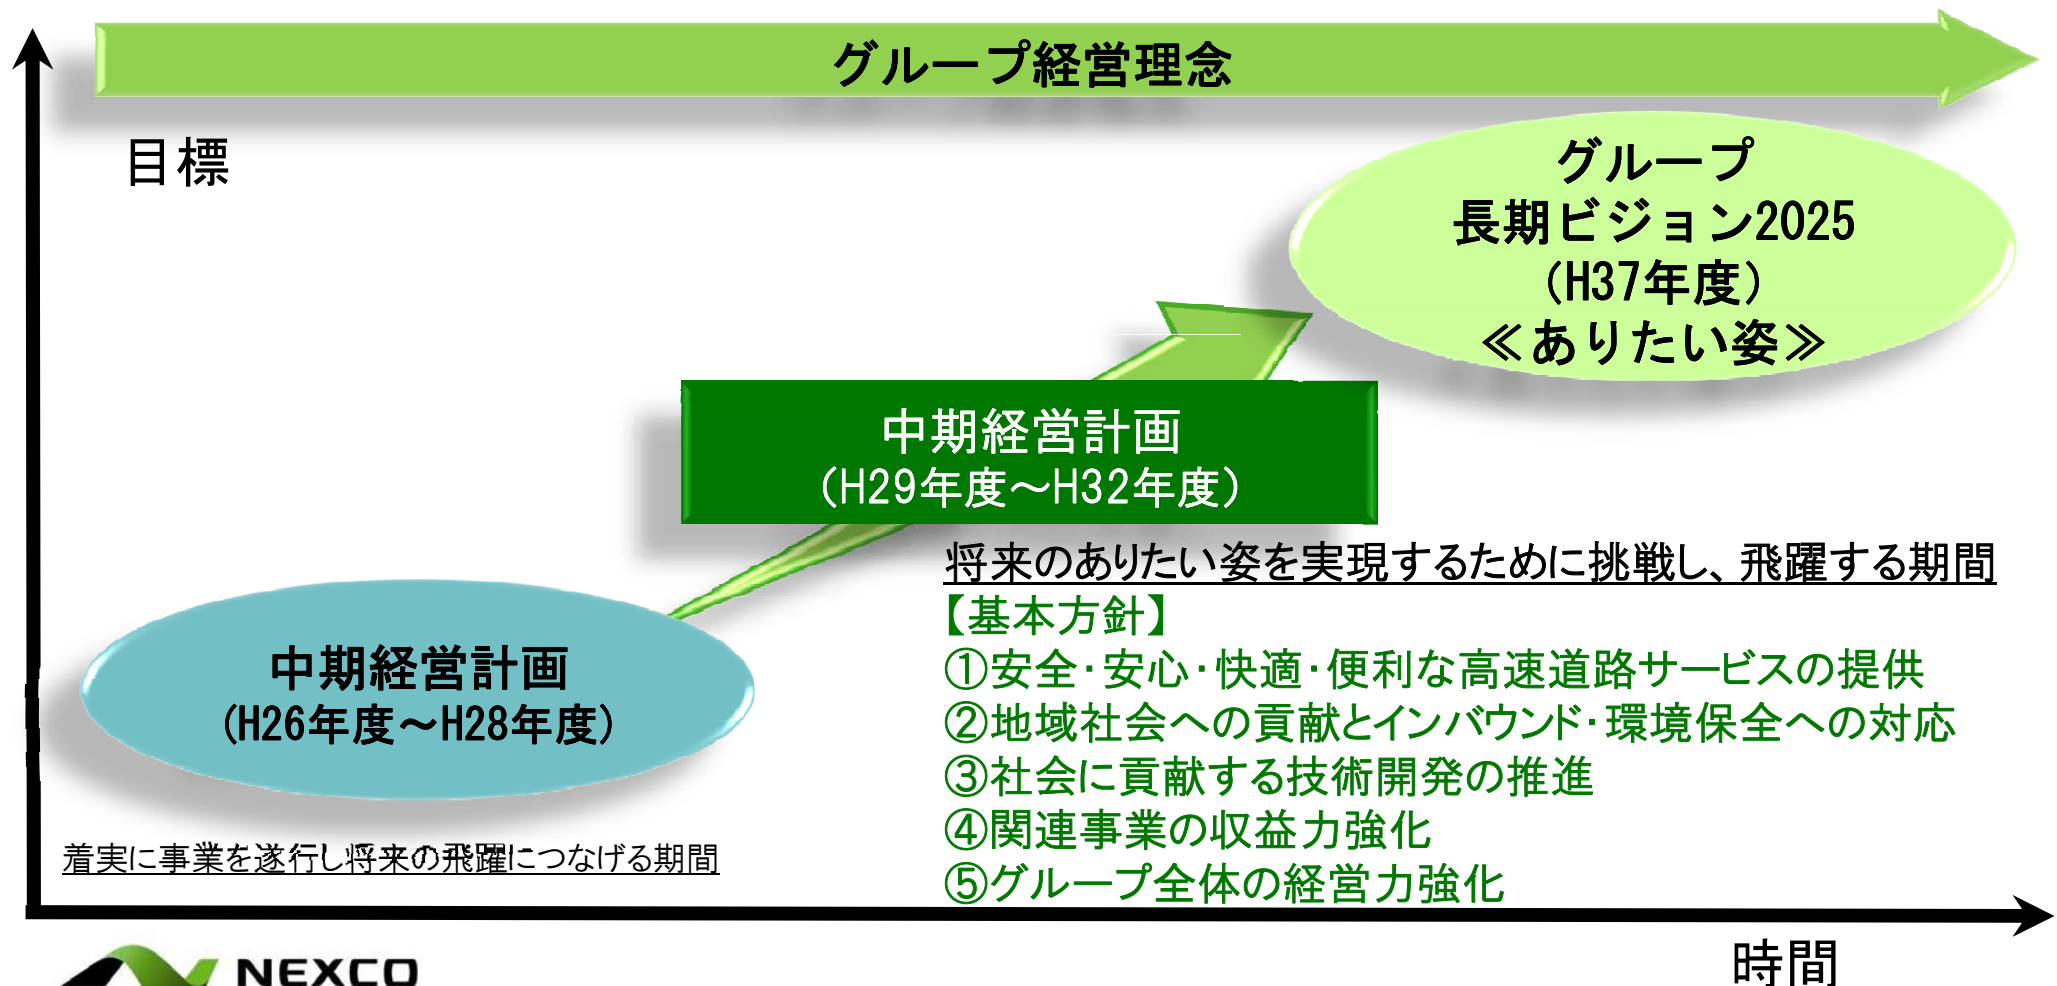 グループ経営理念
目標
グループ
長期ビジョン2025
(H37年度)
≪ありたい姿≫
中期経営計画
(H29年度～H32年度)
将来のありたい姿を実現するために挑戦し、飛躍する期間
【基本方針】
①安全・安心・快適・便利な高速道路サービスの提供
②地域社会への貢献とインバウンド・環境保全への対応
③社会に貢献する技術開発の推進
④関連事業の収益力強化
⑤グループ全体の経営力強化
中期経営計画
(H26年度～H28年度)
着実に事業を遂行し将来の飛躍につなげる期間
時間
NEXCO